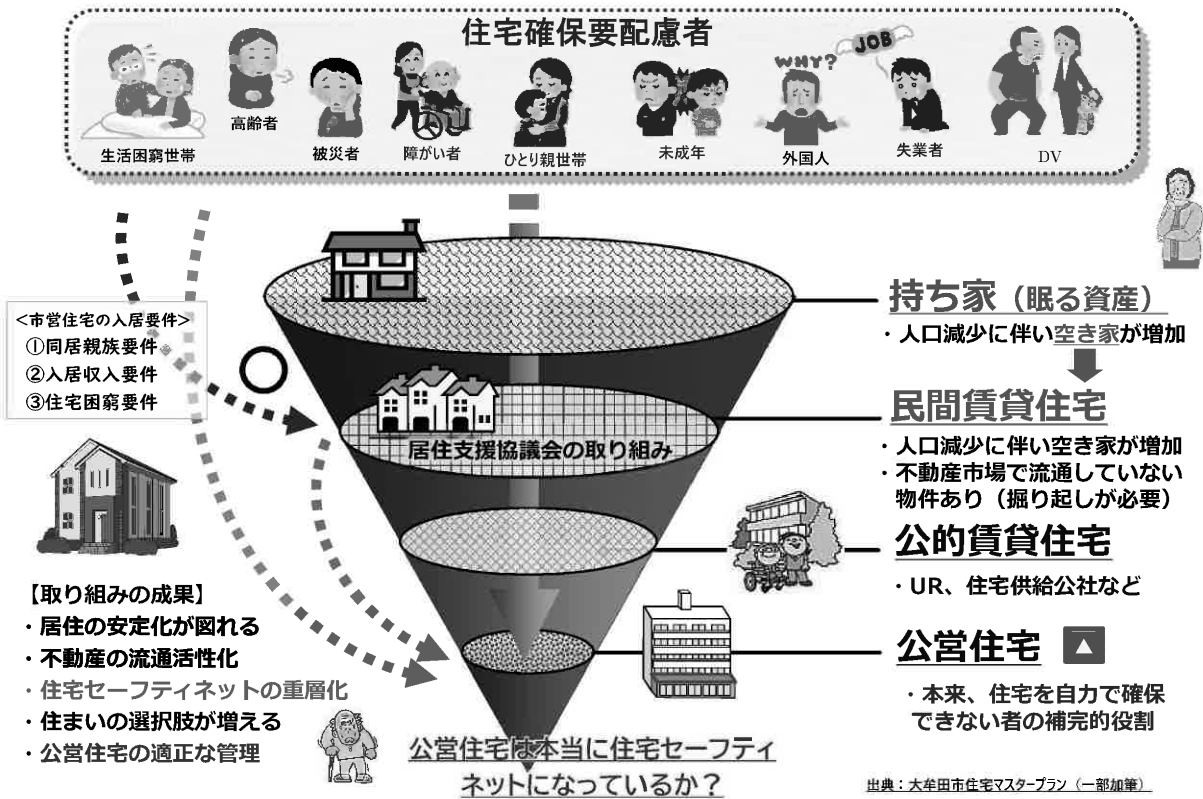 住宅確保要配慮者
WHY?
JOB
生活困窮世帯
高齢者
被災者
障がい者
ひとり親世帯
未成年
外国人
失業者
DV
<市営住宅の入居要件>
①同居親族要件
②入居収入要件
③住宅困窮要件
持ち家（眠る資産）
・人口減少に伴い空き家が増加
民間賃貸住宅
・人口減少に伴い空き家が増加
・不動産市場で流通していない
物件あり（掘り起しが必要）
居住支援協議会の取り組み
公的賃貸住宅
・UR、住宅供給公社など
公営住宅
・本来、住宅を自力で確保
できない者の補完的役割
【取り組みの成果】
・居住の安定化が図れる
・不動産の流通活性化
・住宅セーフティネットの重層化
・住まいの選択肢が増える
・公営住宅の適正な管理
公営住宅は本当に住宅セーフティ
ネットになっているか？
出典：大牟田市住宅マスタープラン（一部加筆）